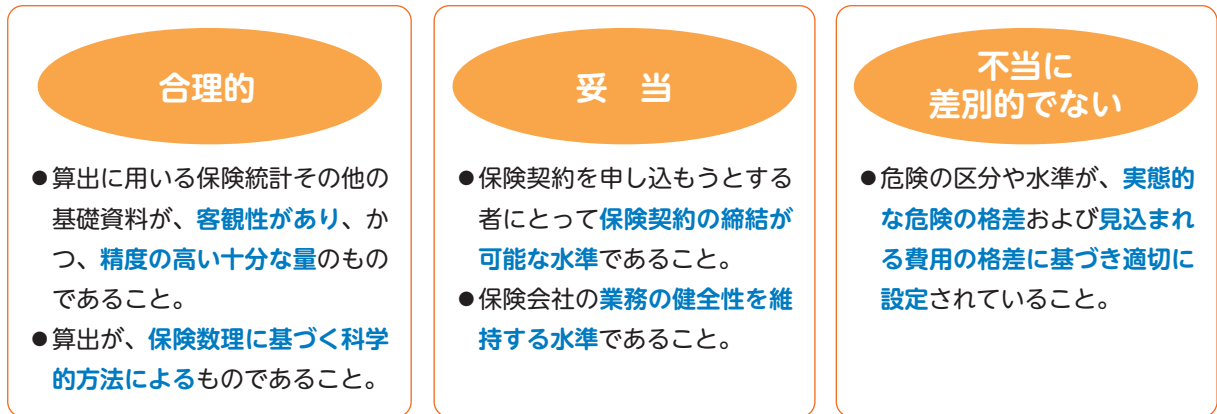 合理的
●算出に用いる保険統計その他の
基礎資料が、客観性があり、か
つ、精度の高い十分な量のもの
であること。
●算出が、保険数理に基づく科学
的方法によるものであること。
妥　当
●保険契約を申し込もうとする
者にとって保険契約の締結が
可能な水準であること。
●保険会社の業務の健全性を維
持する水準であること。
不当に
差別的でない
●危険の区分や水準が、実態的
な危険の格差および見込まれ
る費用の格差に基づき適切に
設定されていること。